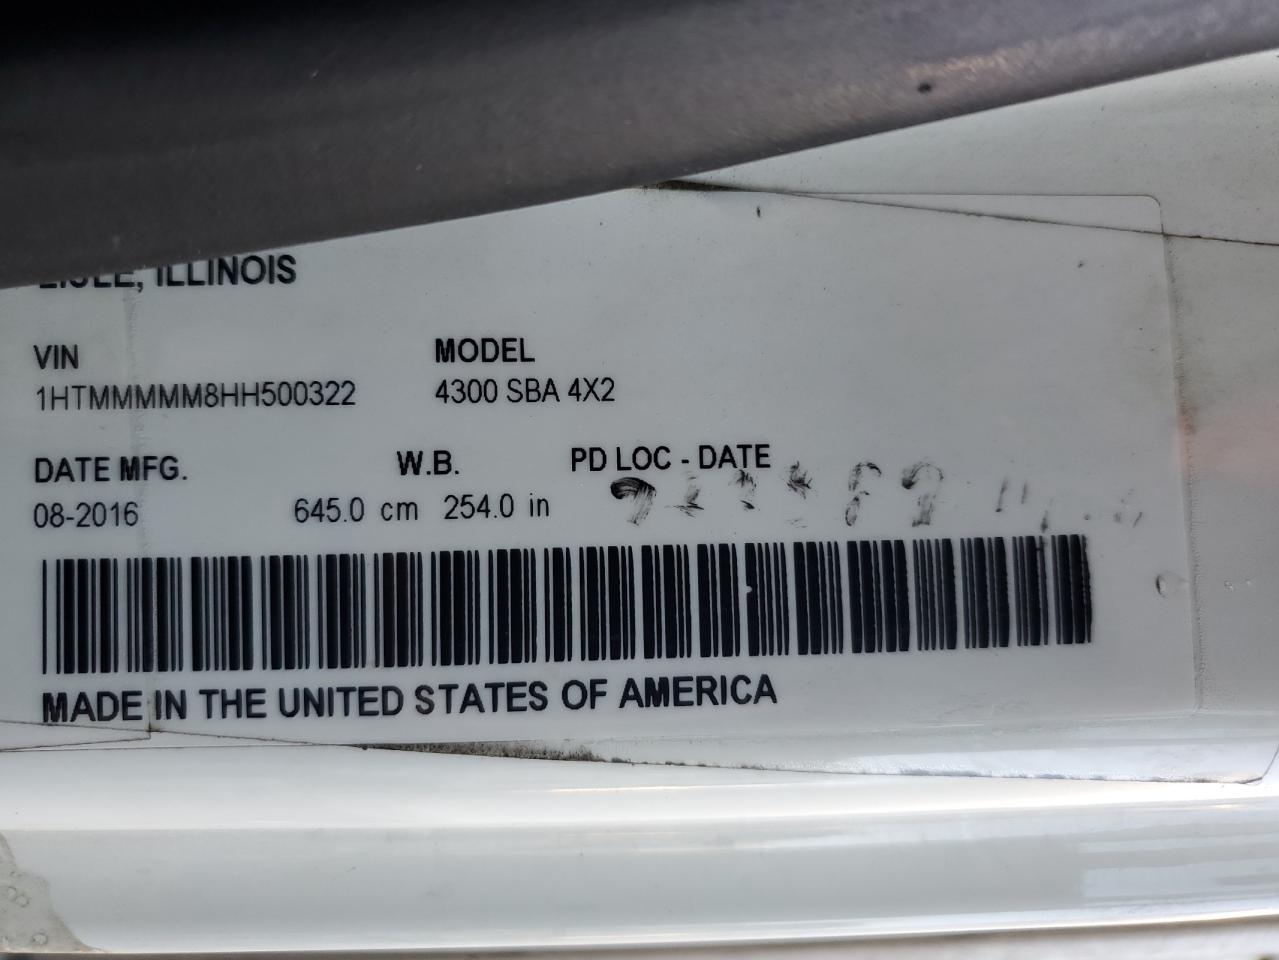 LISLE, ILLINOIS
VIN MODEL
1HTMMMMM8HH500322 4300 SBA 4X2
DATE MFG. W.B. PD LOC - DATE
08-2016 645.0 cm 254.0 in
MADE IN THE UNITED STATES OF AMERICA